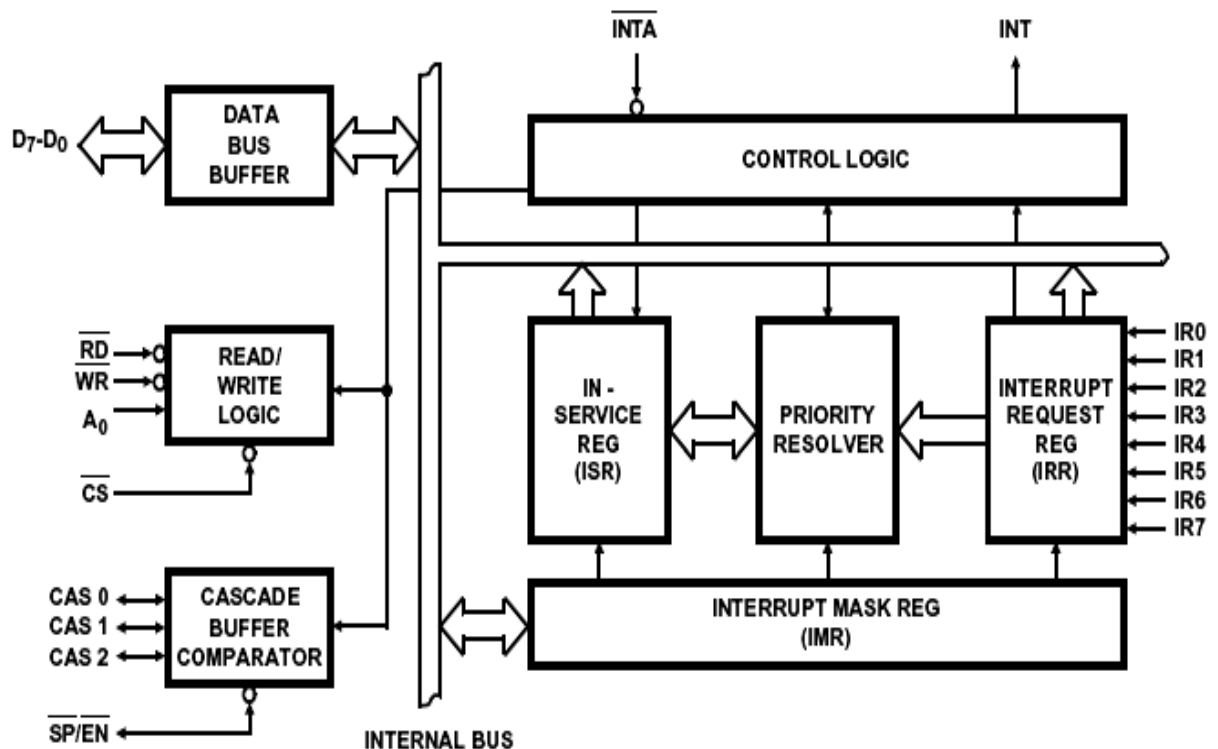 INTA
INT
D7-D0
DATA
BUS
BUFFER
CONTROL LOGIC
RD
WR
A0
CS
READ/
WRITE
LOGIC
IN -
SERVICE
REG
(ISR)
PRIORITY
RESOLVER
INTERRUPT
REQUEST
REG
(IRR)
IR0
IR1
IR2
IR3
IR4
IR5
IR6
IR7
CAS 0
CAS 1
CAS 2
CASCADE
BUFFER
COMPARATOR
INTERRUPT MASK REG
(IMR)
SP/EN
INTERNAL BUS